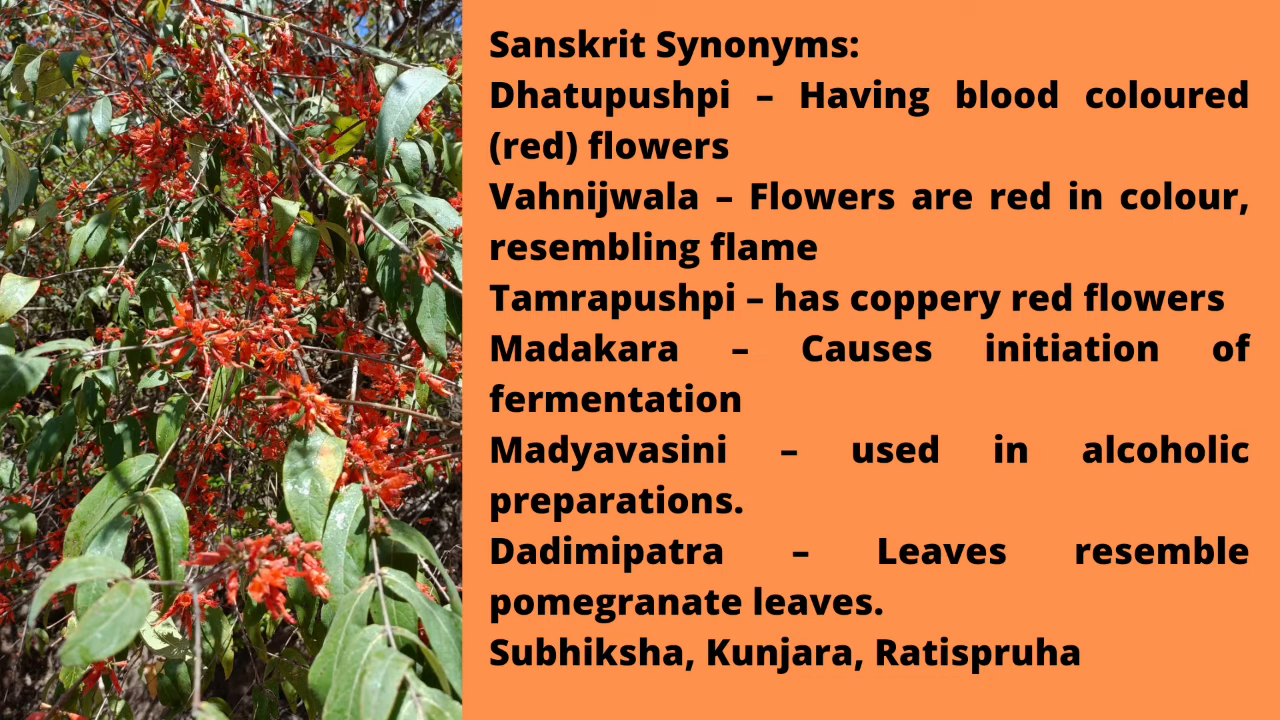 Sanskrit Synonyms:
Dhatupushpi – Having blood coloured
(red) flowers
Vahnijwala – Flowers are red in colour,
resembling flame
Tamrapushpi – has coppery red flowers
Madakara – Causes initiation of
fermentation
Madyavasini – used in alcoholic
preparations.
Dadimipatra – Leaves resemble
pomegranate leaves.
Subhiksha, Kunjara, Ratispruha